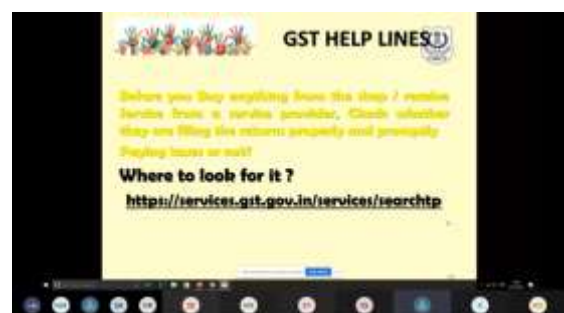 GST HELP LINES
Before you Buy anything from the shop / receive
Service from a service provider, Check whether
they are filing the returns properly and promptly
Paying taxes or not?
Where to look for it ?
https://services.gst.gov.in/services/searchtp